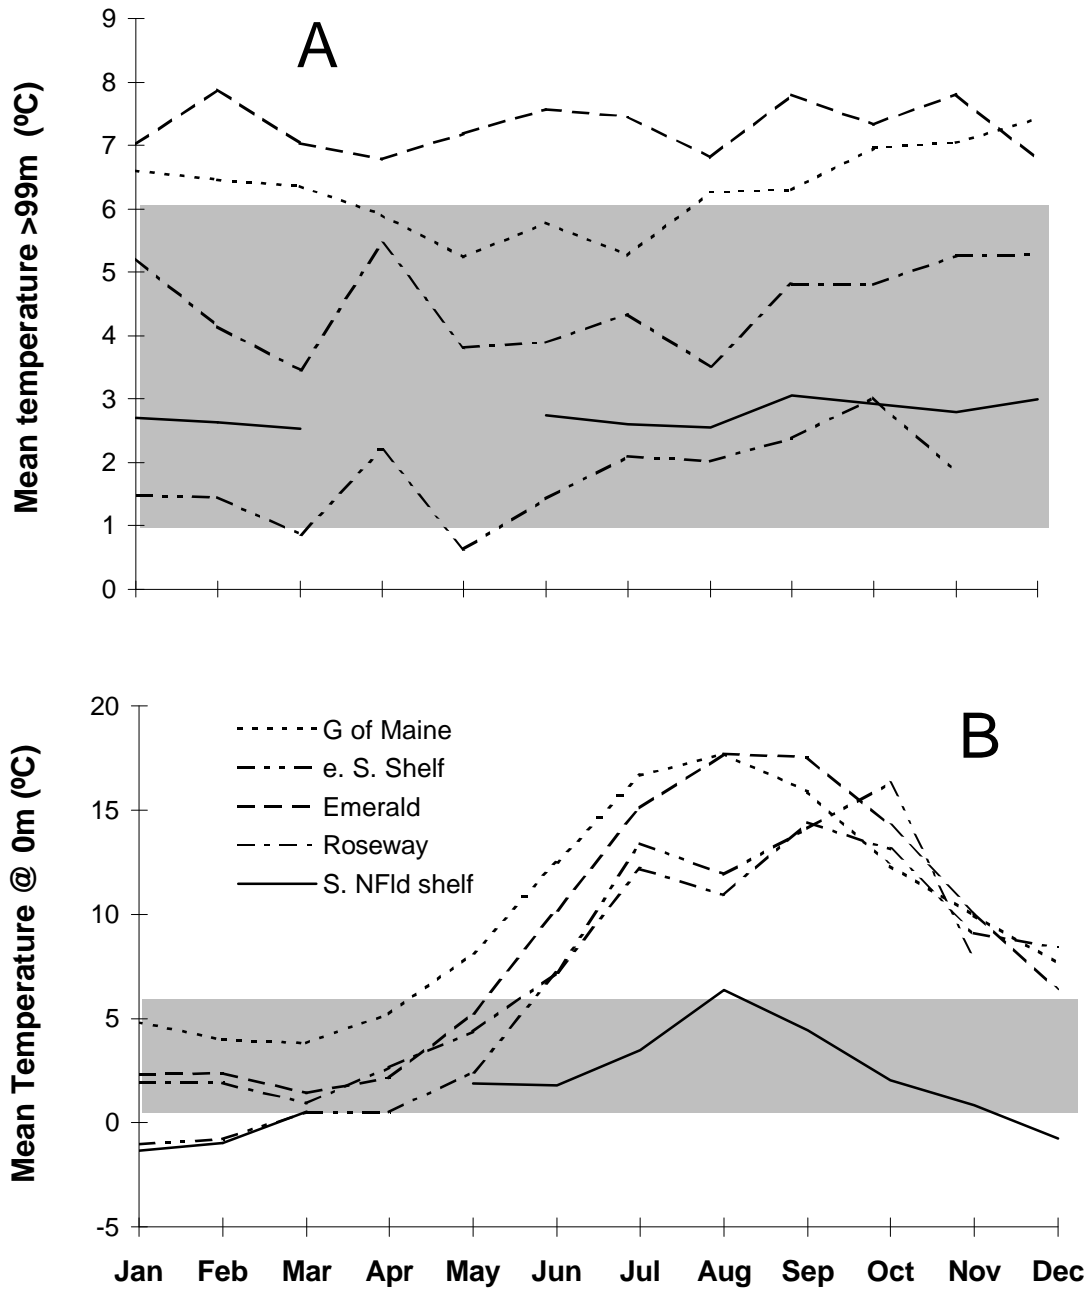 A
Mean temperature >99m (ºC)
9
8
7
6
5
4
3
2
1
0
B
Mean Temperature @ 0m (ºC)
20
15
10
5
0
-5
G of Maine
e. S. Shelf
Emerald
Roseway
S. NFld shelf
Jan Feb Mar Apr May Jun Jul Aug Sep Oct Nov Dec